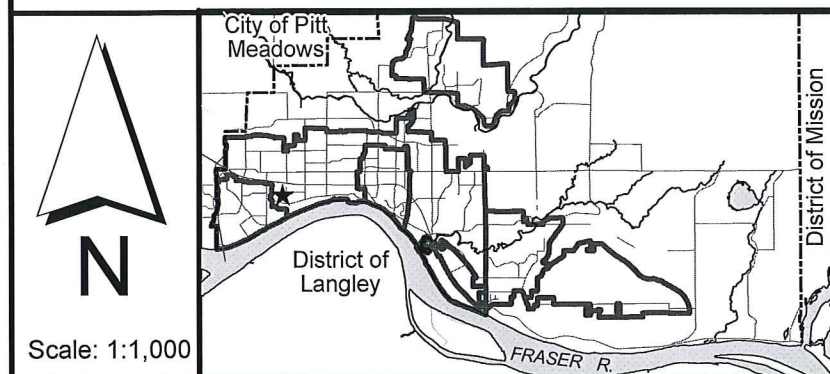 City of Pitt
Meadows
District of Mission
District of
Langley
N
Scale: 1:1,000
FRASER R.